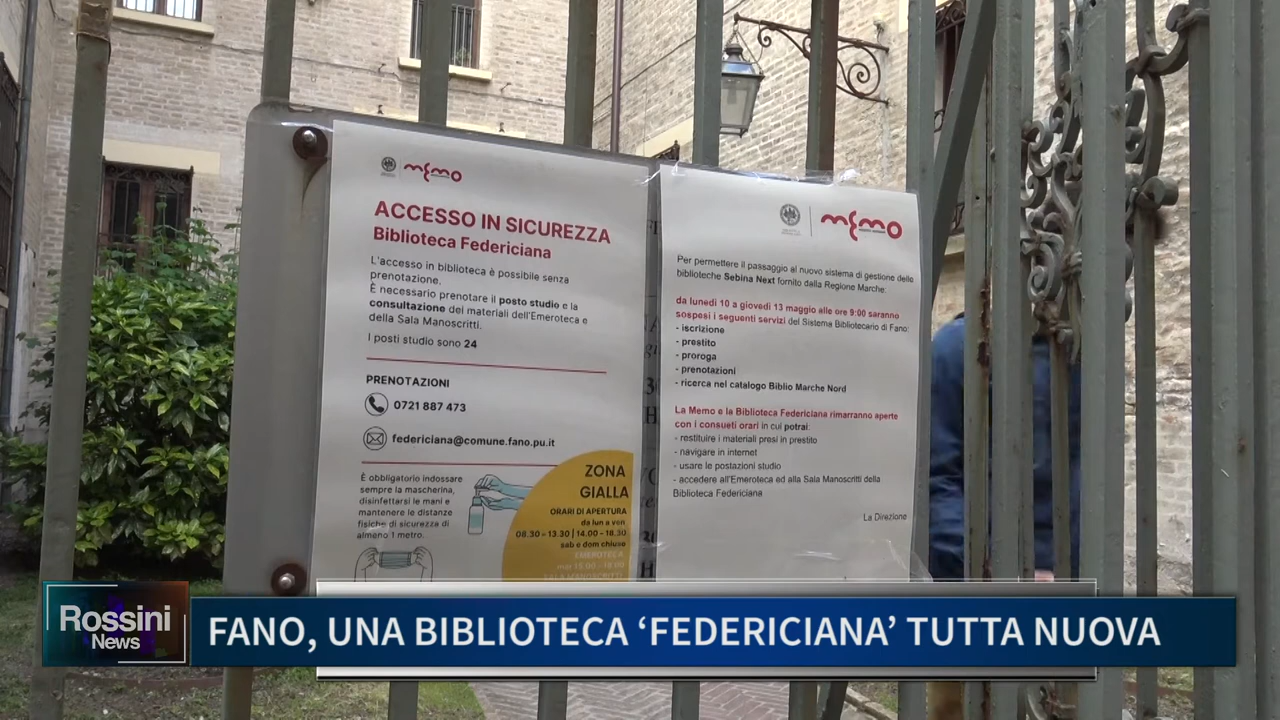 MEMO
ACCESSO IN SICUREZZA
Biblioteca Federiciana
L'accesso in biblioteca è possibile senza
prenotazione.
È necessario prenotare il posto studio e la
consultazione dei materiali dell'Emeroteca e
della Sala Manoscritti.
I posti studio sono 24
PRENOTAZIONI
0721 887 473
federiciana@comune.fano.pu.it
È obbligatorio indossare
sempre la mascherina,
disinfettarsi le mani e
mantenere le distanze
fisiche di sicurezza di
almeno 1 metro.
ZONA
GIALLA
ORARI DI APERTURA
da lun a ven
08.30 - 13.30 | 14.00 - 18.30
sab e dom chiuso
EMEROTECA
mar 15.00 - 18.00
SALA MANOSCRITTI
MEMO
Per permettere il passaggio al nuovo sistema di gestione delle
biblioteche Sebina Next fornito dalla Regione Marche:
da lunedì 10 a giovedì 13 maggio alle ore 9:00 saranno
sospesi i seguenti servizi del Sistema Bibliotecario di Fano:
- iscrizione
- prestito
- proroga
- prenotazioni
- ricerca nel catalogo Biblio Marche Nord
La Memo e la Biblioteca Federiciana rimarranno aperte
con i consueti orari in cui potrai:
- restituire i materiali presi in prestito
- navigare in internet
- usare le postazioni studio
- accedere all'Emeroteca ed alla Sala Manoscritti della
Biblioteca Federiciana
La Direzione
Rossini
News
FANO, UNA BIBLIOTECA ‘FEDERICIANA’ TUTTA NUOVA